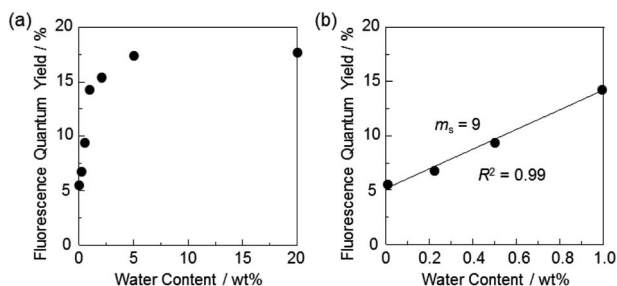 (a)
Fluorescence Quantum Yield / %
20
15
10
5
0
0 5 10 15 20
Water Content / wt%
(b)
Fluorescence Quantum Yield / %
20
15
10
5
0
mₛ = 9
R² = 0.99
0 0.2 0.4 0.6 0.8 1.0
Water Content / wt%